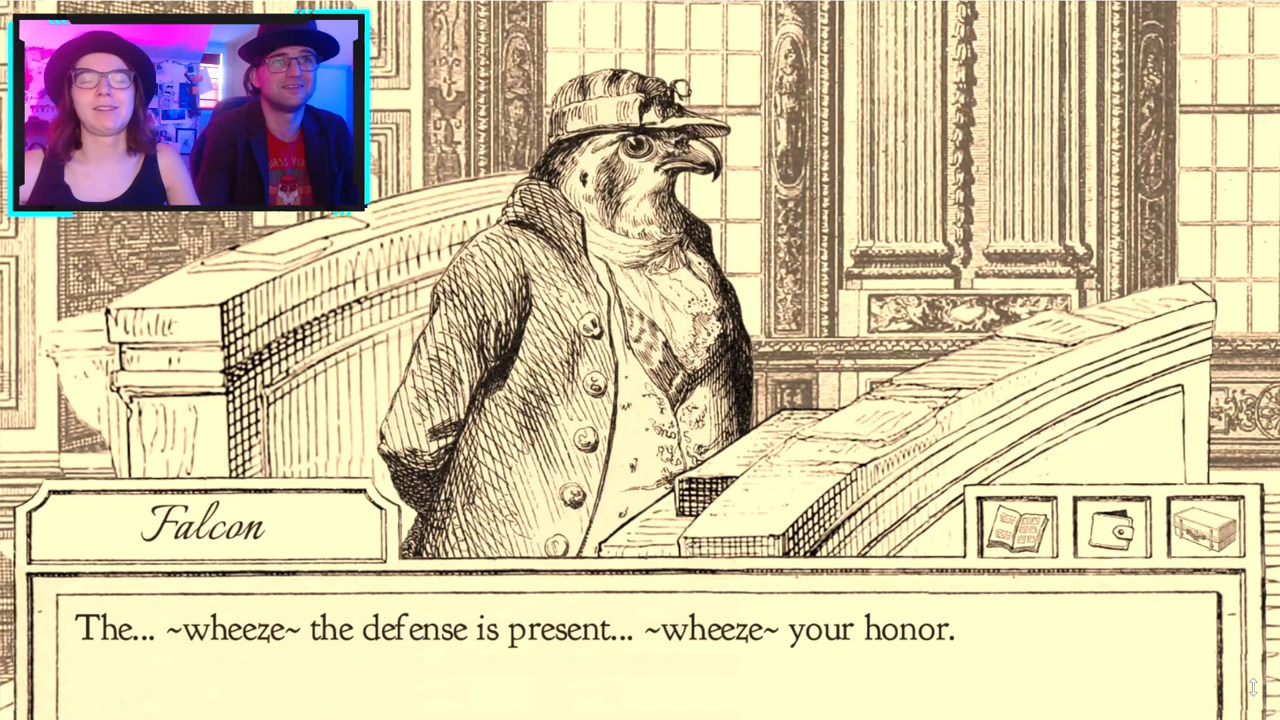 Falcon
The... ~wheeze~ the defense is present... ~wheeze~ your honor.